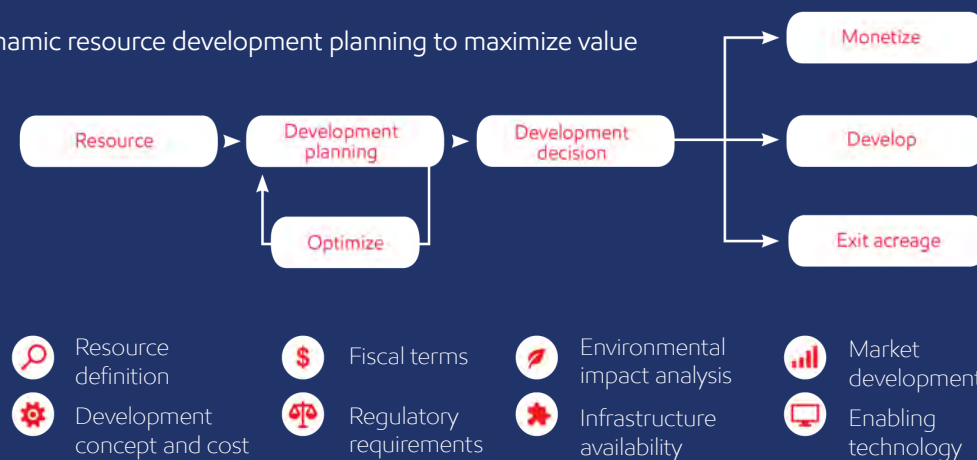 namic resource development planning to maximize value
Monetize
Resource
Development
planning
Development
decision
Develop
Optimize
Exit acreage
Resource
definition
Fiscal terms
Environmental
impact analysis
Market
development
Development
concept and cost
Regulatory
requirements
Infrastructure
availability
Enabling
technology